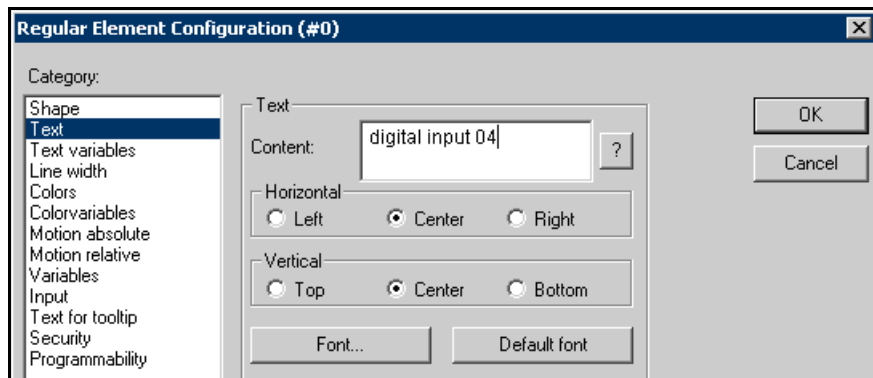 Regular Element Configuration (#0)
Category:
Shape
Text
Text variables
Line width
Colors
Colorvariables
Motion absolute
Motion relative
Variables
Input
Text for tooltip
Security
Programmability
Text
Content:
digital input 04
?
Horizontal
Left Center Right
Vertical
Top Center Bottom
Font... Default font
OK
Cancel